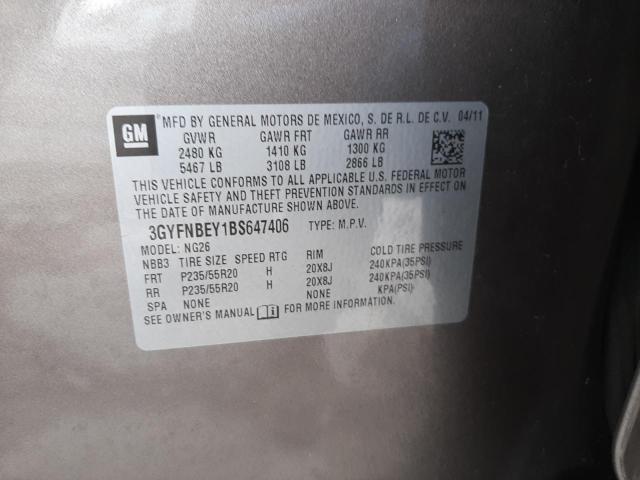 GM MFD BY GENERAL MOTORS DE MEXICO, S. DE R.L. DE C.V. 04/11
GVWR GAWR FRT GAWR RR
2480 KG 1410 KG 1300 KG
5467 LB 3108 LB 2866 LB
THIS VEHICLE CONFORMS TO ALL APPLICABLE U.S. FEDERAL MOTOR
VEHICLE SAFETY AND THEFT PREVENTION STANDARDS IN EFFECT ON
THE DATE OF MANUFACTURE SHOWN ABOVE.
3GYFNBEY1BS647406 TYPE: M.P.V.
MODEL: NG26
NBB3 TIRE SIZE SPEED RTG RIM COLD TIRE PRESSURE
FRT P235/55R20 H 20X8J 240KPA(35PSI)
RR P235/55R20 H 20X8J 240KPA(35PSI)
SPA NONE NONE KPA(PSI)
SEE OWNER'S MANUAL FOR MORE INFORMATION.